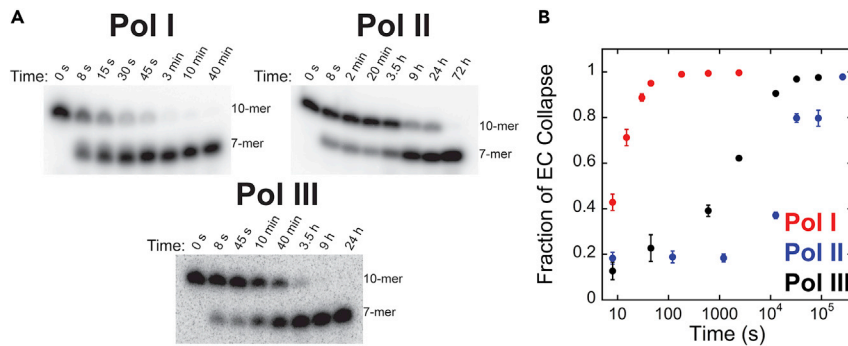 A
Pol I
Time: 0 s 8 s 15 s 30 s 45 s 3 min 10 min 40 min
10-mer
7-mer
Pol II
Time: 0 s 8 s 2 min 20 min 3.5 h 9 h 24 h 72 h
10-mer
7-mer
Pol III
Time: 0 s 8 s 45 s 10 min 40 min 3.5 h 9 h 24 h
10-mer
7-mer
B
Fraction of EC Collapse
1
0.8
0.6
0.4
0.2
0
Pol I
Pol II
Pol III
10 100 1000 10⁴ 10⁵
Time (s)